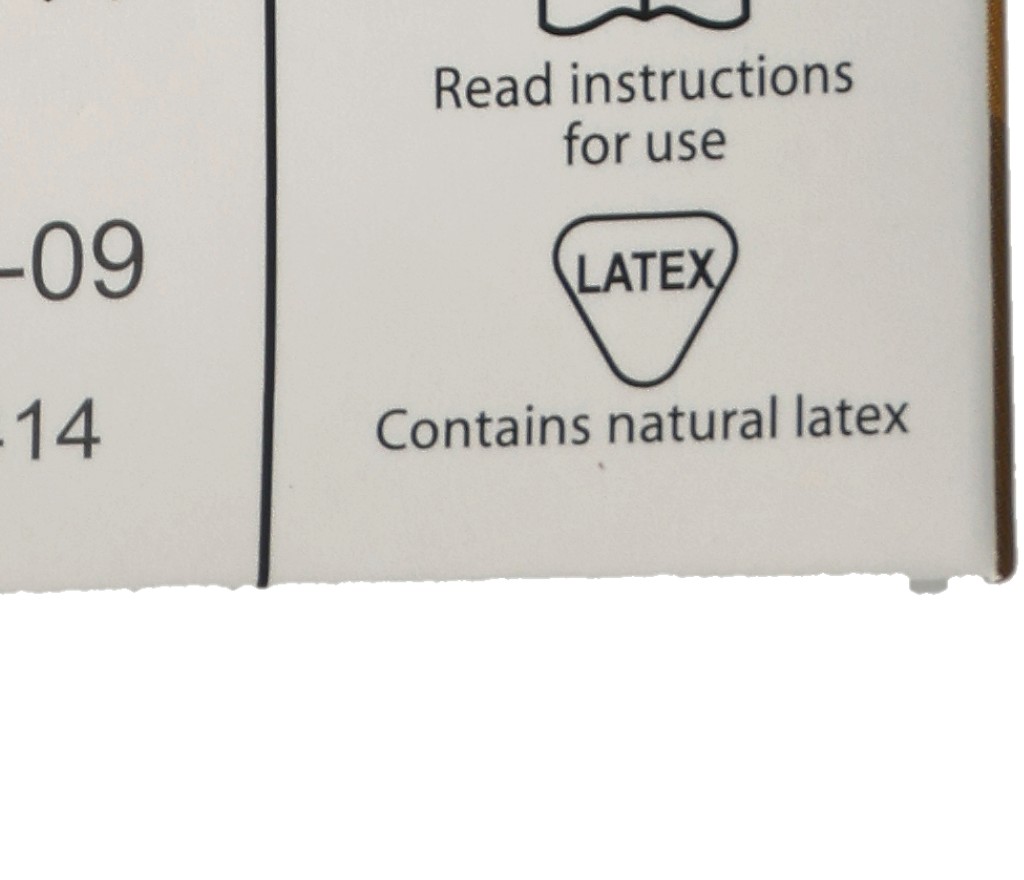 Read instructions
for use
-09
LATEX
-14
Contains natural latex